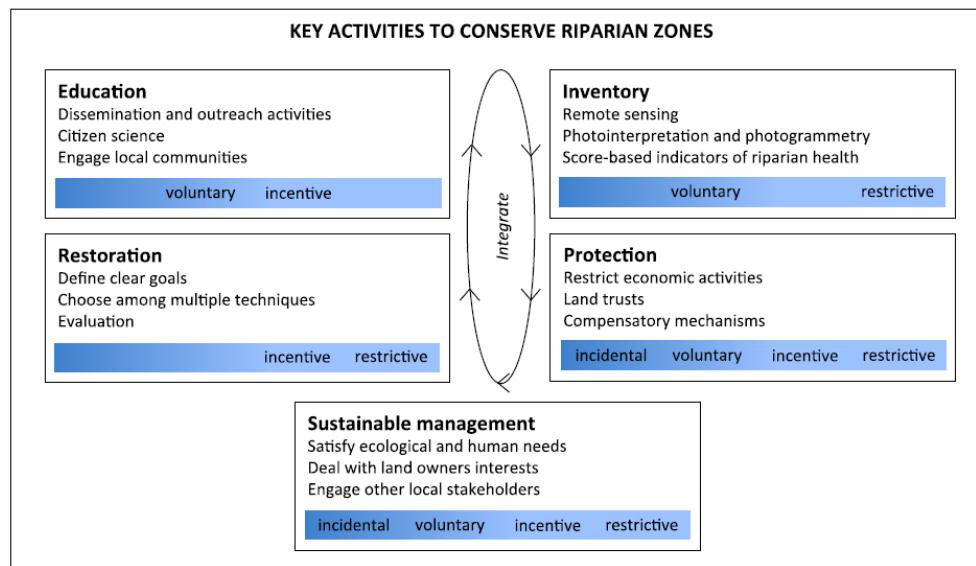 KEY ACTIVITIES TO CONSERVE RIPARIAN ZONES
Education
Dissemination and outreach activities
Citizen science
Engage local communities
voluntary incentive
Inventory
Remote sensing
Photointerpretation and photogrammetry
Score-based indicators of riparian health
voluntary restrictive
Integrate
Restoration
Define clear goals
Choose among multiple techniques
Evaluation
incentive restrictive
Protection
Restrict economic activities
Land trusts
Compensatory mechanisms
incidental voluntary incentive restrictive
Sustainable management
Satisfy ecological and human needs
Deal with land owners interests
Engage other local stakeholders
incidental voluntary incentive restrictive